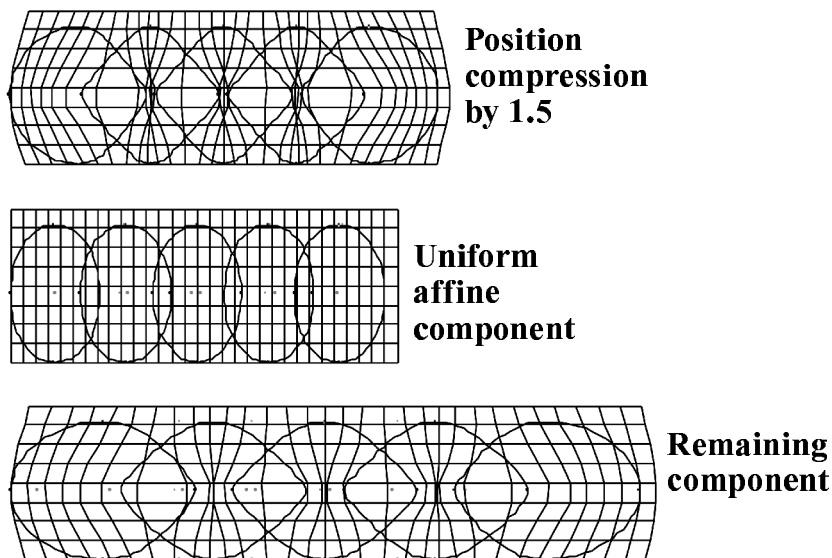 Position
compression
by 1.5
Uniform
affine
component
Remaining
component